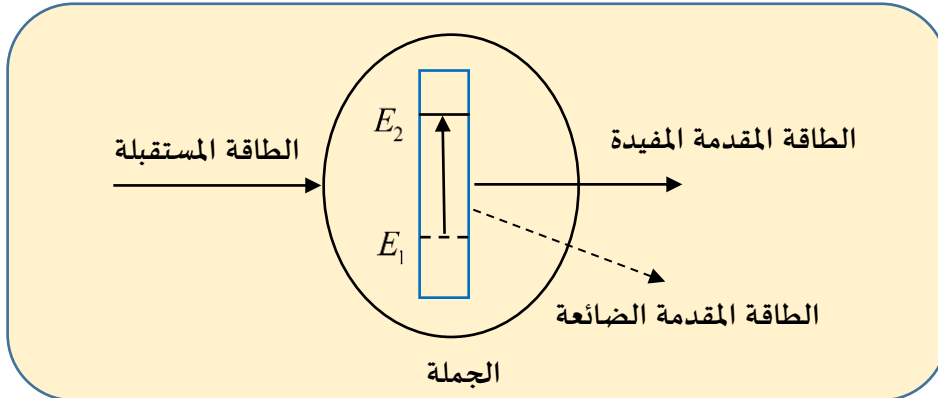 E₂
الطاقة المستقبلة
الطاقة المقدمة المفيدة
E₁
الطاقة المقدمة الضائعة
الجملة